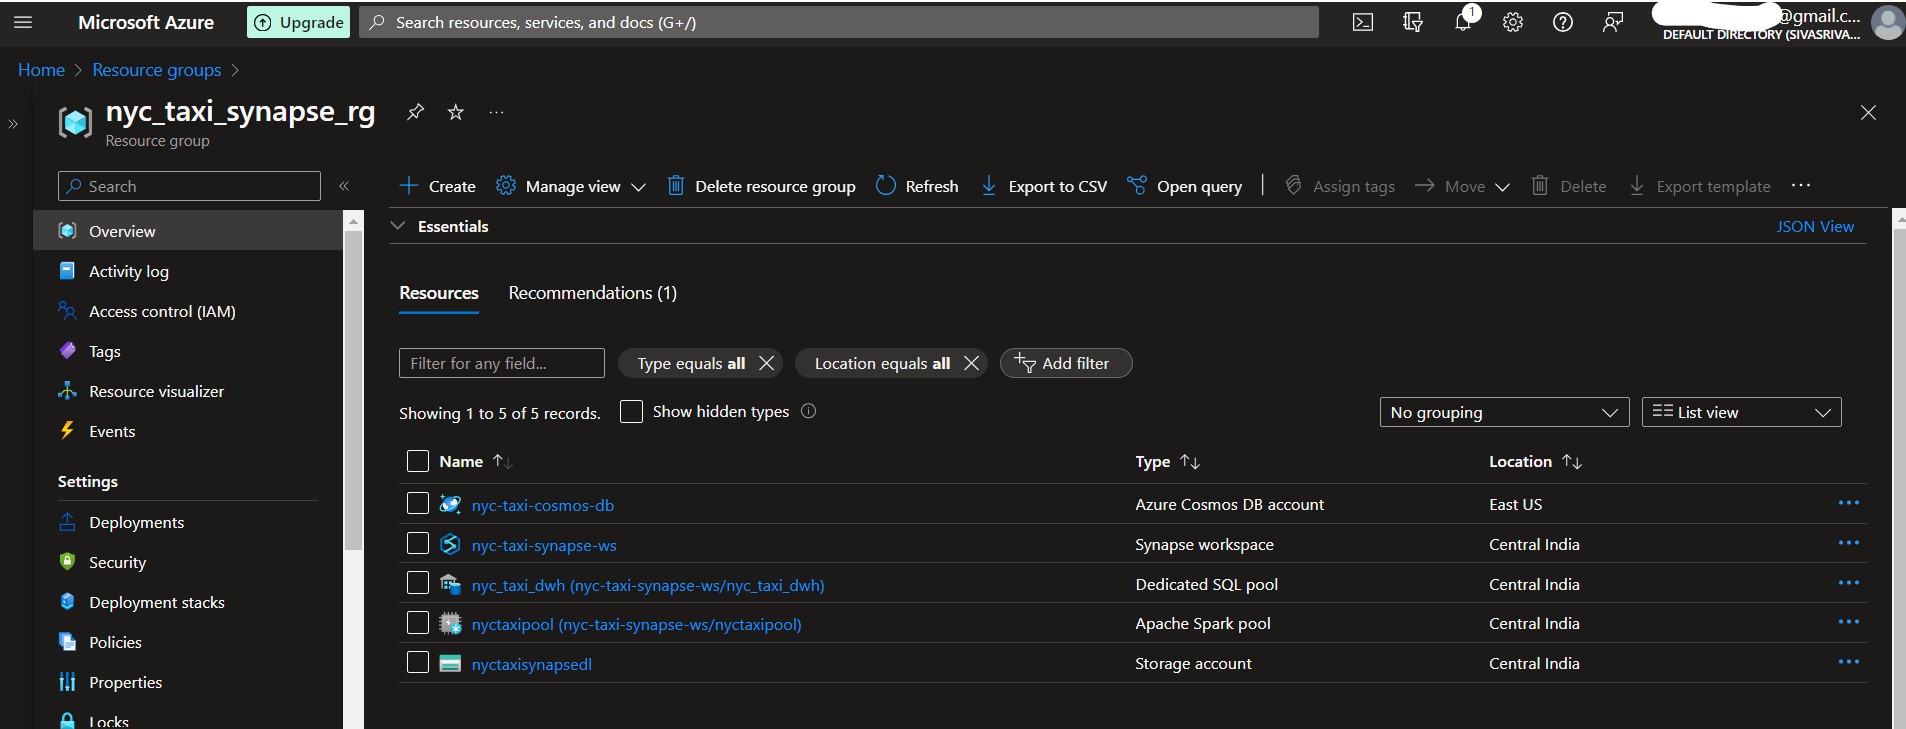 Microsoft Azure
Upgrade
Search resources, services, and docs (G+/)
1
@gmail.c...
DEFAULT DIRECTORY (SIVASRIVA...
Home > Resource groups >
nyc_taxi_synapse_rg
Resource group
Search
Create
Manage view
Delete resource group
Refresh
Export to CSV
Open query
Assign tags
Move
Delete
Export template
Overview
Activity log
Access control (IAM)
Tags
Resource visualizer
Events
Settings
Deployments
Security
Deployment stacks
Policies
Properties
Locks
Essentials
JSON View
Resources
Recommendations (1)
Filter for any field...
Type equals all
Location equals all
Add filter
Showing 1 to 5 of 5 records.
Show hidden types
No grouping
List view
Name Type Location
nyc-taxi-cosmos-db Azure Cosmos DB account East US
nyc-taxi-synapse-ws Synapse workspace Central India
nyc_taxi_dwh (nyc-taxi-synapse-ws/nyc_taxi_dwh) Dedicated SQL pool Central India
nyctaxipool (nyc-taxi-synapse-ws/nyctaxipool) Apache Spark pool Central India
nyctaxisynapsedl Storage account Central India